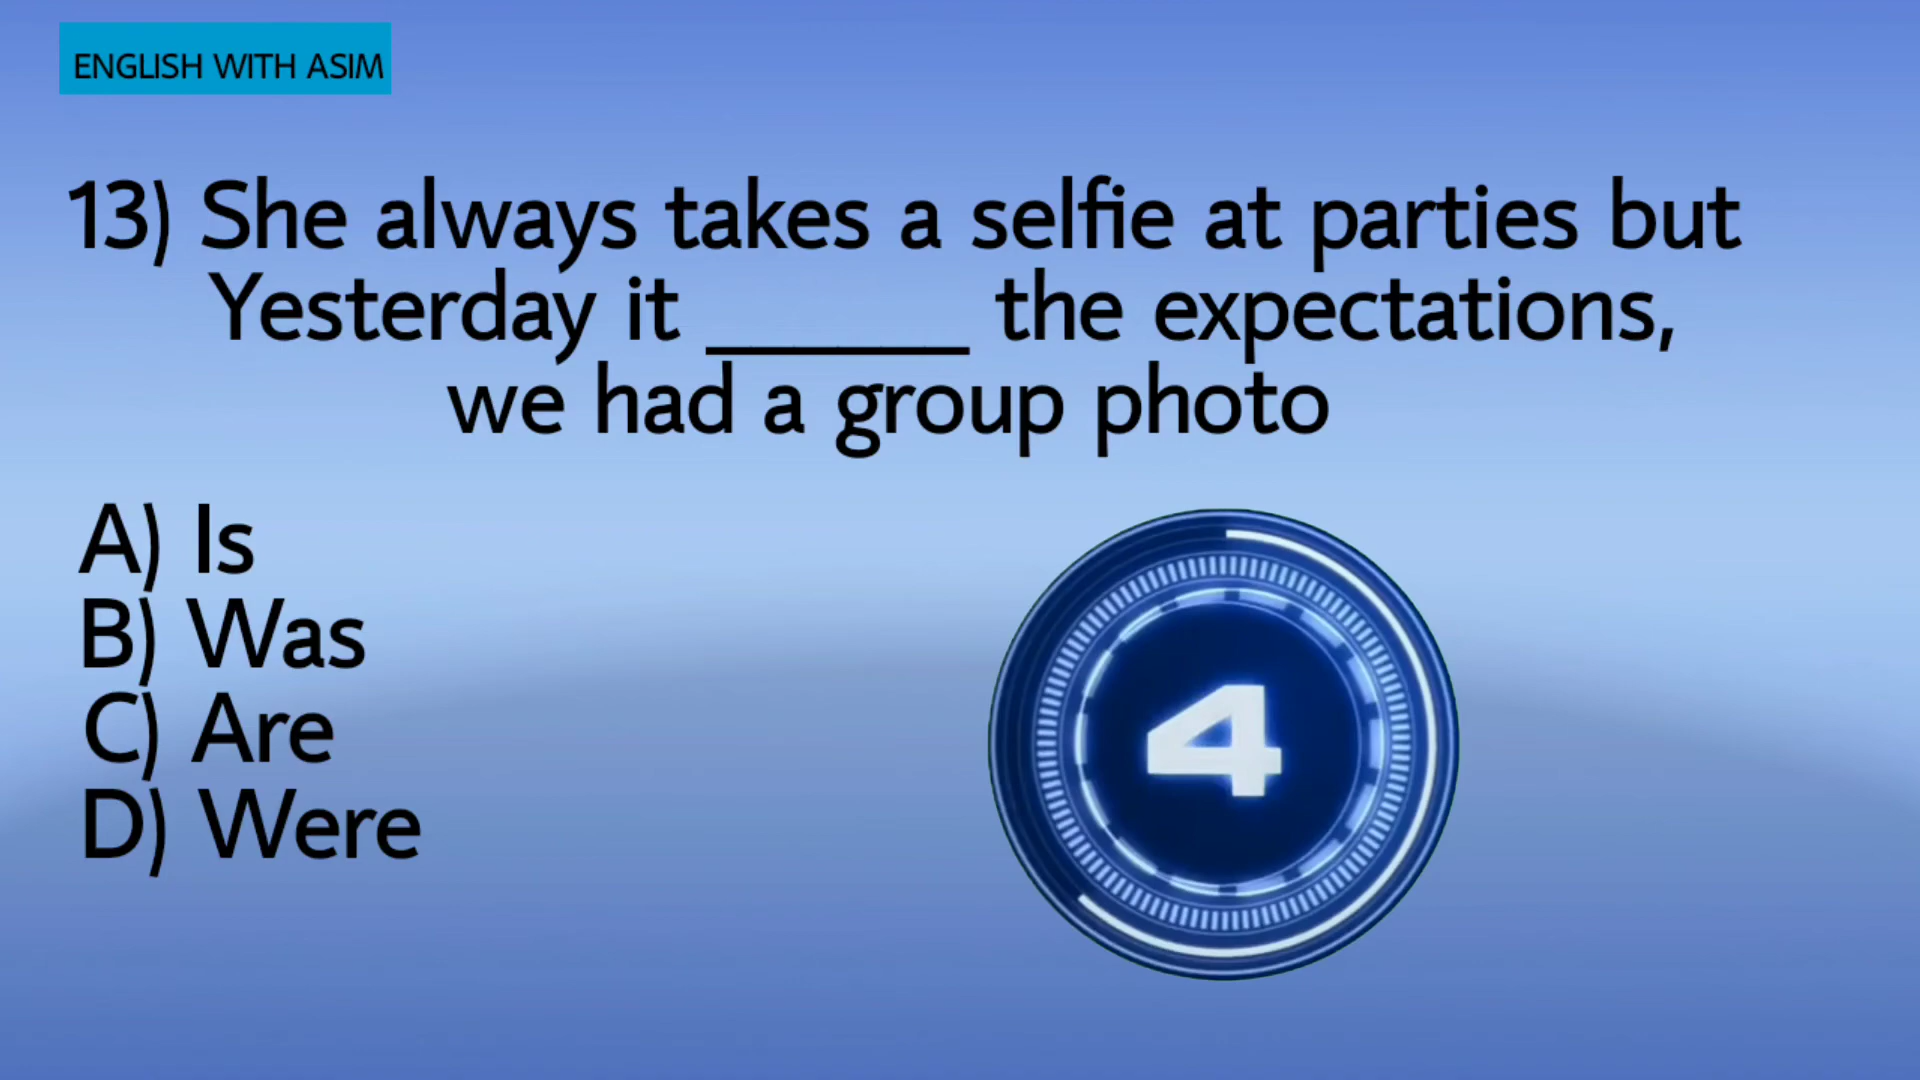 ENGLISH WITH ASIM
13) She always takes a selfie at parties but
Yesterday it ______ the expectations,
we had a group photo
A) Is
B) Was
C) Are
D) Were
4